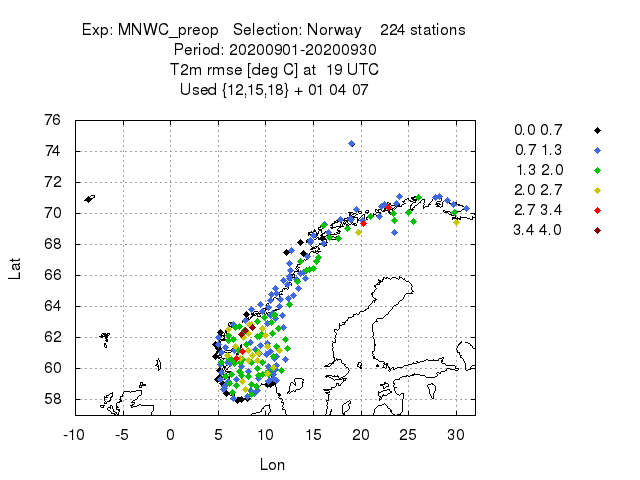 Exp: MNWC_preop   Selection: Norway    224 stations
Period: 20200901-20200930
T2m rmse [deg C] at  19 UTC
Used {12,15,18} + 01 04 07
76
74
72
70
68
66
64
62
60
58
-10 -5 0 5 10 15 20 25 30
Lat
Lon
0.0 0.7
0.7 1.3
1.3 2.0
2.0 2.7
2.7 3.4
3.4 4.0